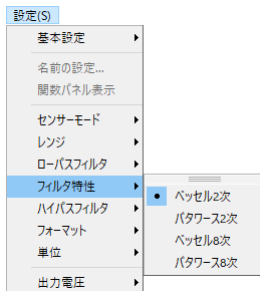 設定(S)
基本設定
名前の設定...
関数パネル表示
センサーモード
レンジ
ローパスフィルタ
フィルタ特性
ハイパスフィルタ
フォーマット
単位
出力電圧
ベッセル2次
バタワース2次
ベッセル8次
バタワース8次